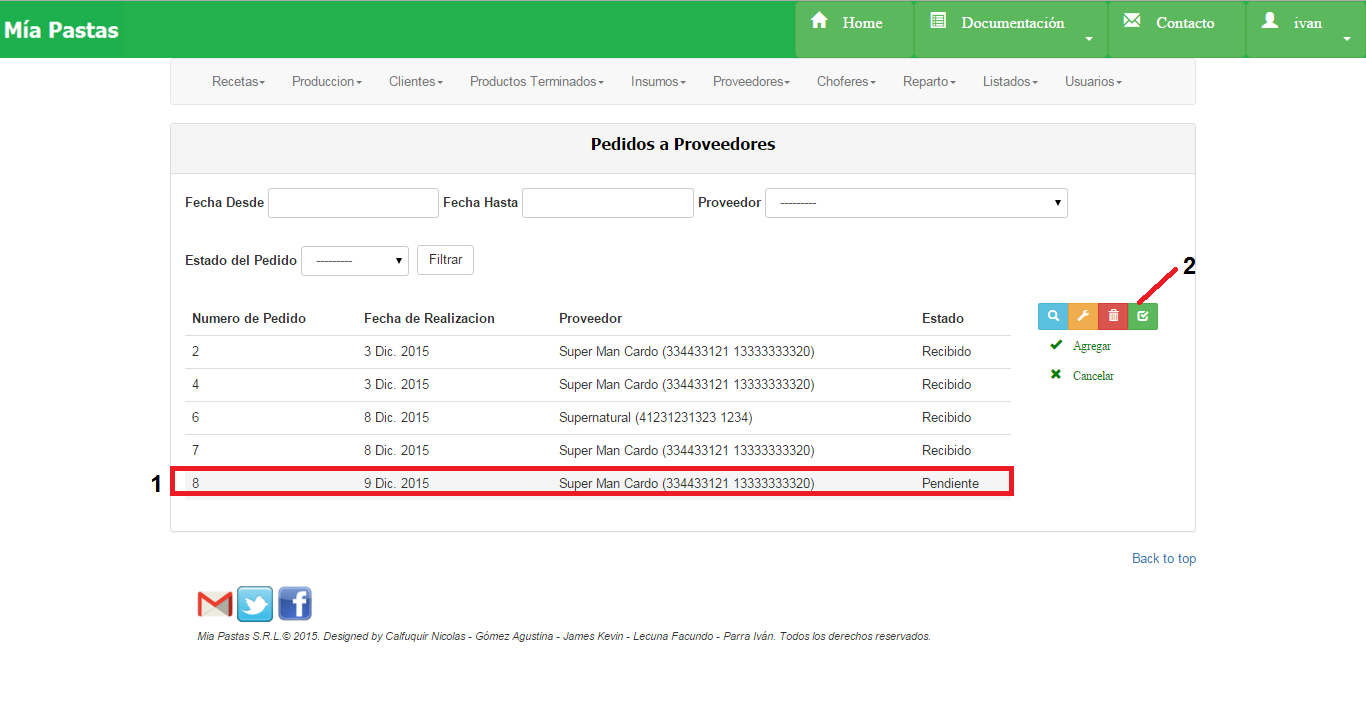 Mía Pastas Home Documentación Contacto ivan
Recetas Produccion Clientes Productos Terminados Insumos Proveedores Choferes Reparto Listados Usuarios
Pedidos a Proveedores
Fecha Desde Fecha Hasta Proveedor ---------
Estado del Pedido --------- Filtrar
2
Numero de Pedido Fecha de Realizacion Proveedor Estado
2 3 Dic. 2015 Super Man Cardo (334433121 13333333320) Recibido
Agregar
4 3 Dic. 2015 Super Man Cardo (334433121 13333333320) Recibido
Cancelar
6 8 Dic. 2015 Supernatural (41231231323 1234) Recibido
7 8 Dic. 2015 Super Man Cardo (334433121 13333333320) Recibido
1 8 9 Dic. 2015 Super Man Cardo (334433121 13333333320) Pendiente
Back to top
Mia Pastas S.R.L.© 2015. Designed by Calfuquir Nicolas - Gómez Agustina - James Kevin - Lecuna Facundo - Parra Iván. Todos los derechos reservados.